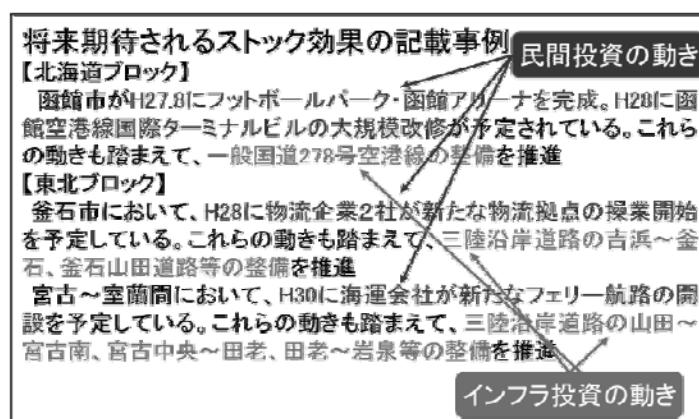 将来期待されるストック効果の記載事例
民間投資の動き
【北海道ブロック】
函館市がH27.8にフットボールパーク・函館アリーナを完成。H28に函
館空港線国際ターミナルビルの大規模改修が予定されている。これら
の動きも踏まえて、一般国道278号空港線の整備を推進
【東北ブロック】
釜石市において、H28に物流企業2社が新たな物流拠点の操業開始
を予定している。これらの動きも踏まえて、三陸沿岸道路の吉浜～釜
石、釜石山田道路等の整備を推進
宮古～室蘭間において、H30に海運会社が新たなフェリー航路の開
設を予定している。これらの動きも踏まえて、三陸沿岸道路の山田～
宮古南、宮古中央～田老、田老～岩泉等の整備を推進
インフラ投資の動き